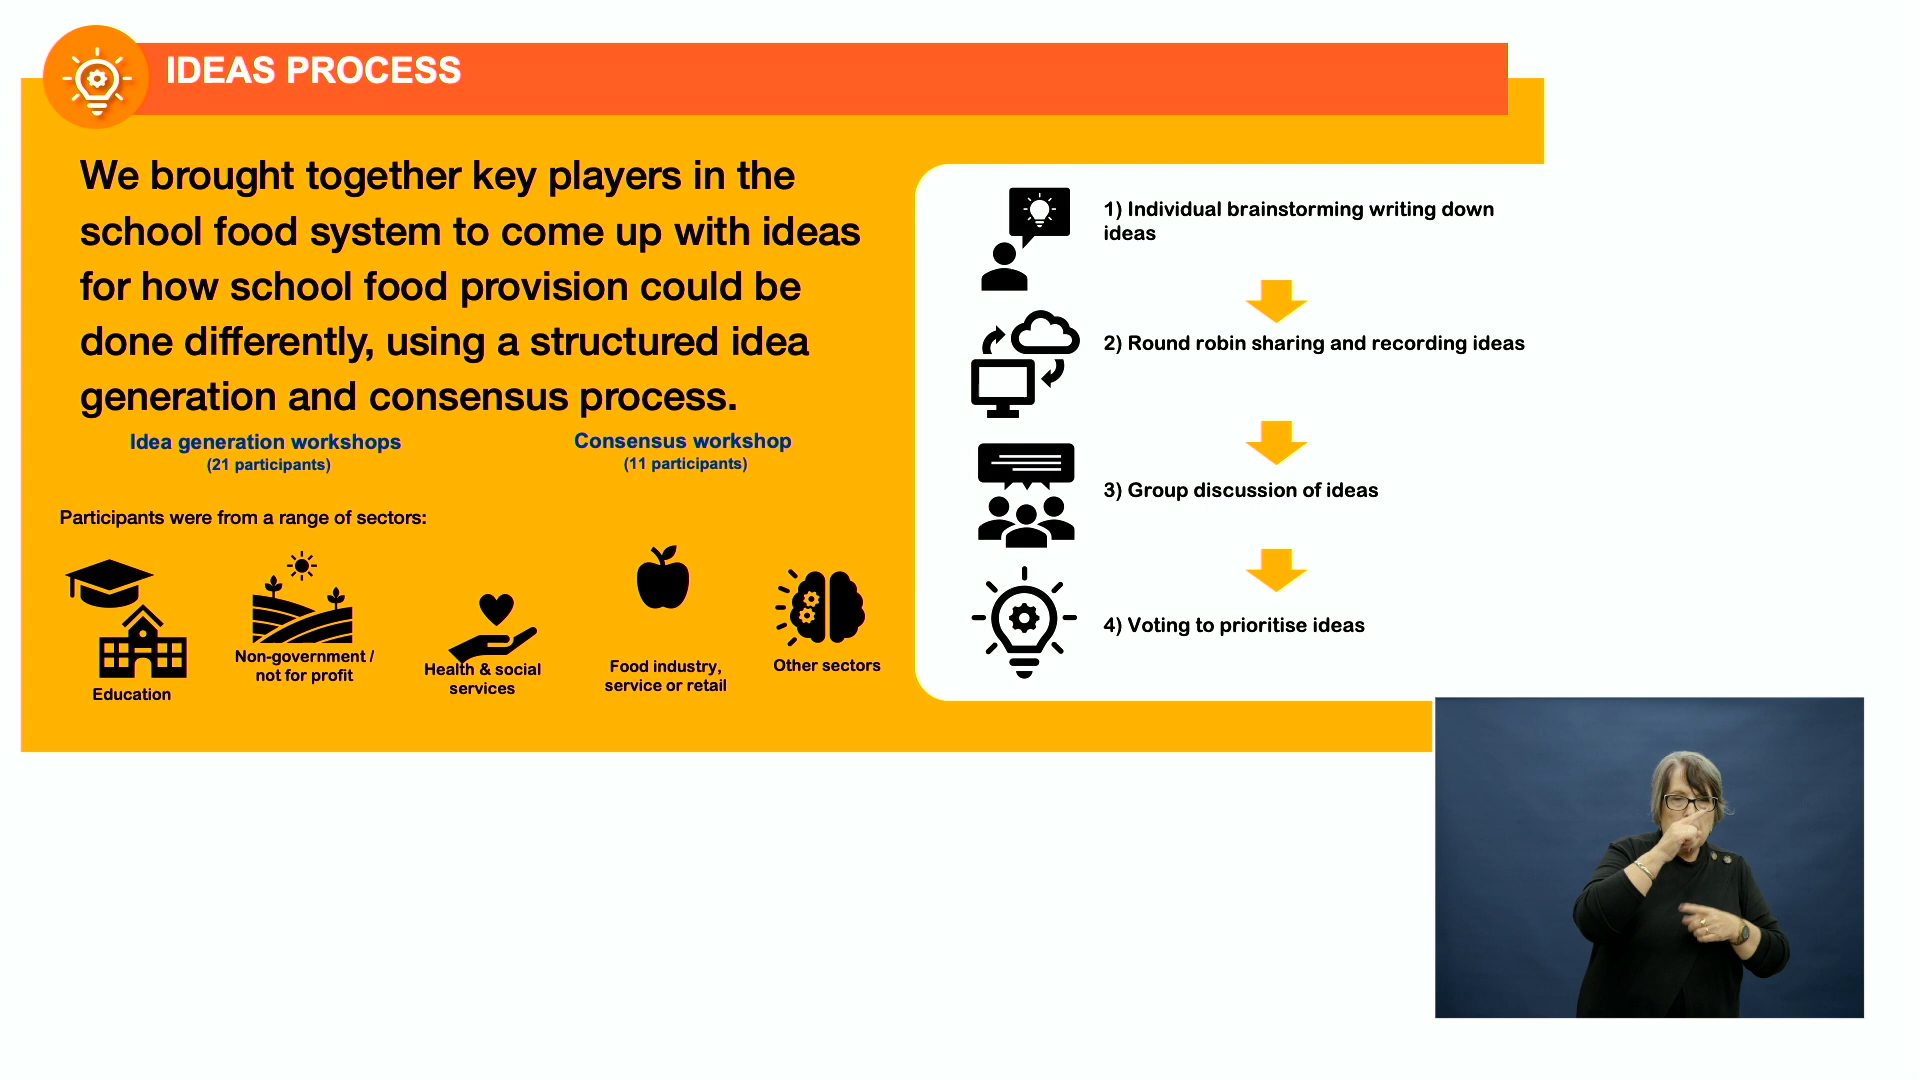 IDEAS PROCESS
We brought together key players in the
school food system to come up with ideas
for how school food provision could be
done differently, using a structured idea
generation and consensus process.
Idea generation workshops
(21 participants)
Consensus workshop
(11 participants)
Participants were from a range of sectors:
Education
Non-government /
not for profit
Health & social
services
Food industry,
service or retail
Other sectors
1) Individual brainstorming writing down
ideas
2) Round robin sharing and recording ideas
3) Group discussion of ideas
4) Voting to prioritise ideas